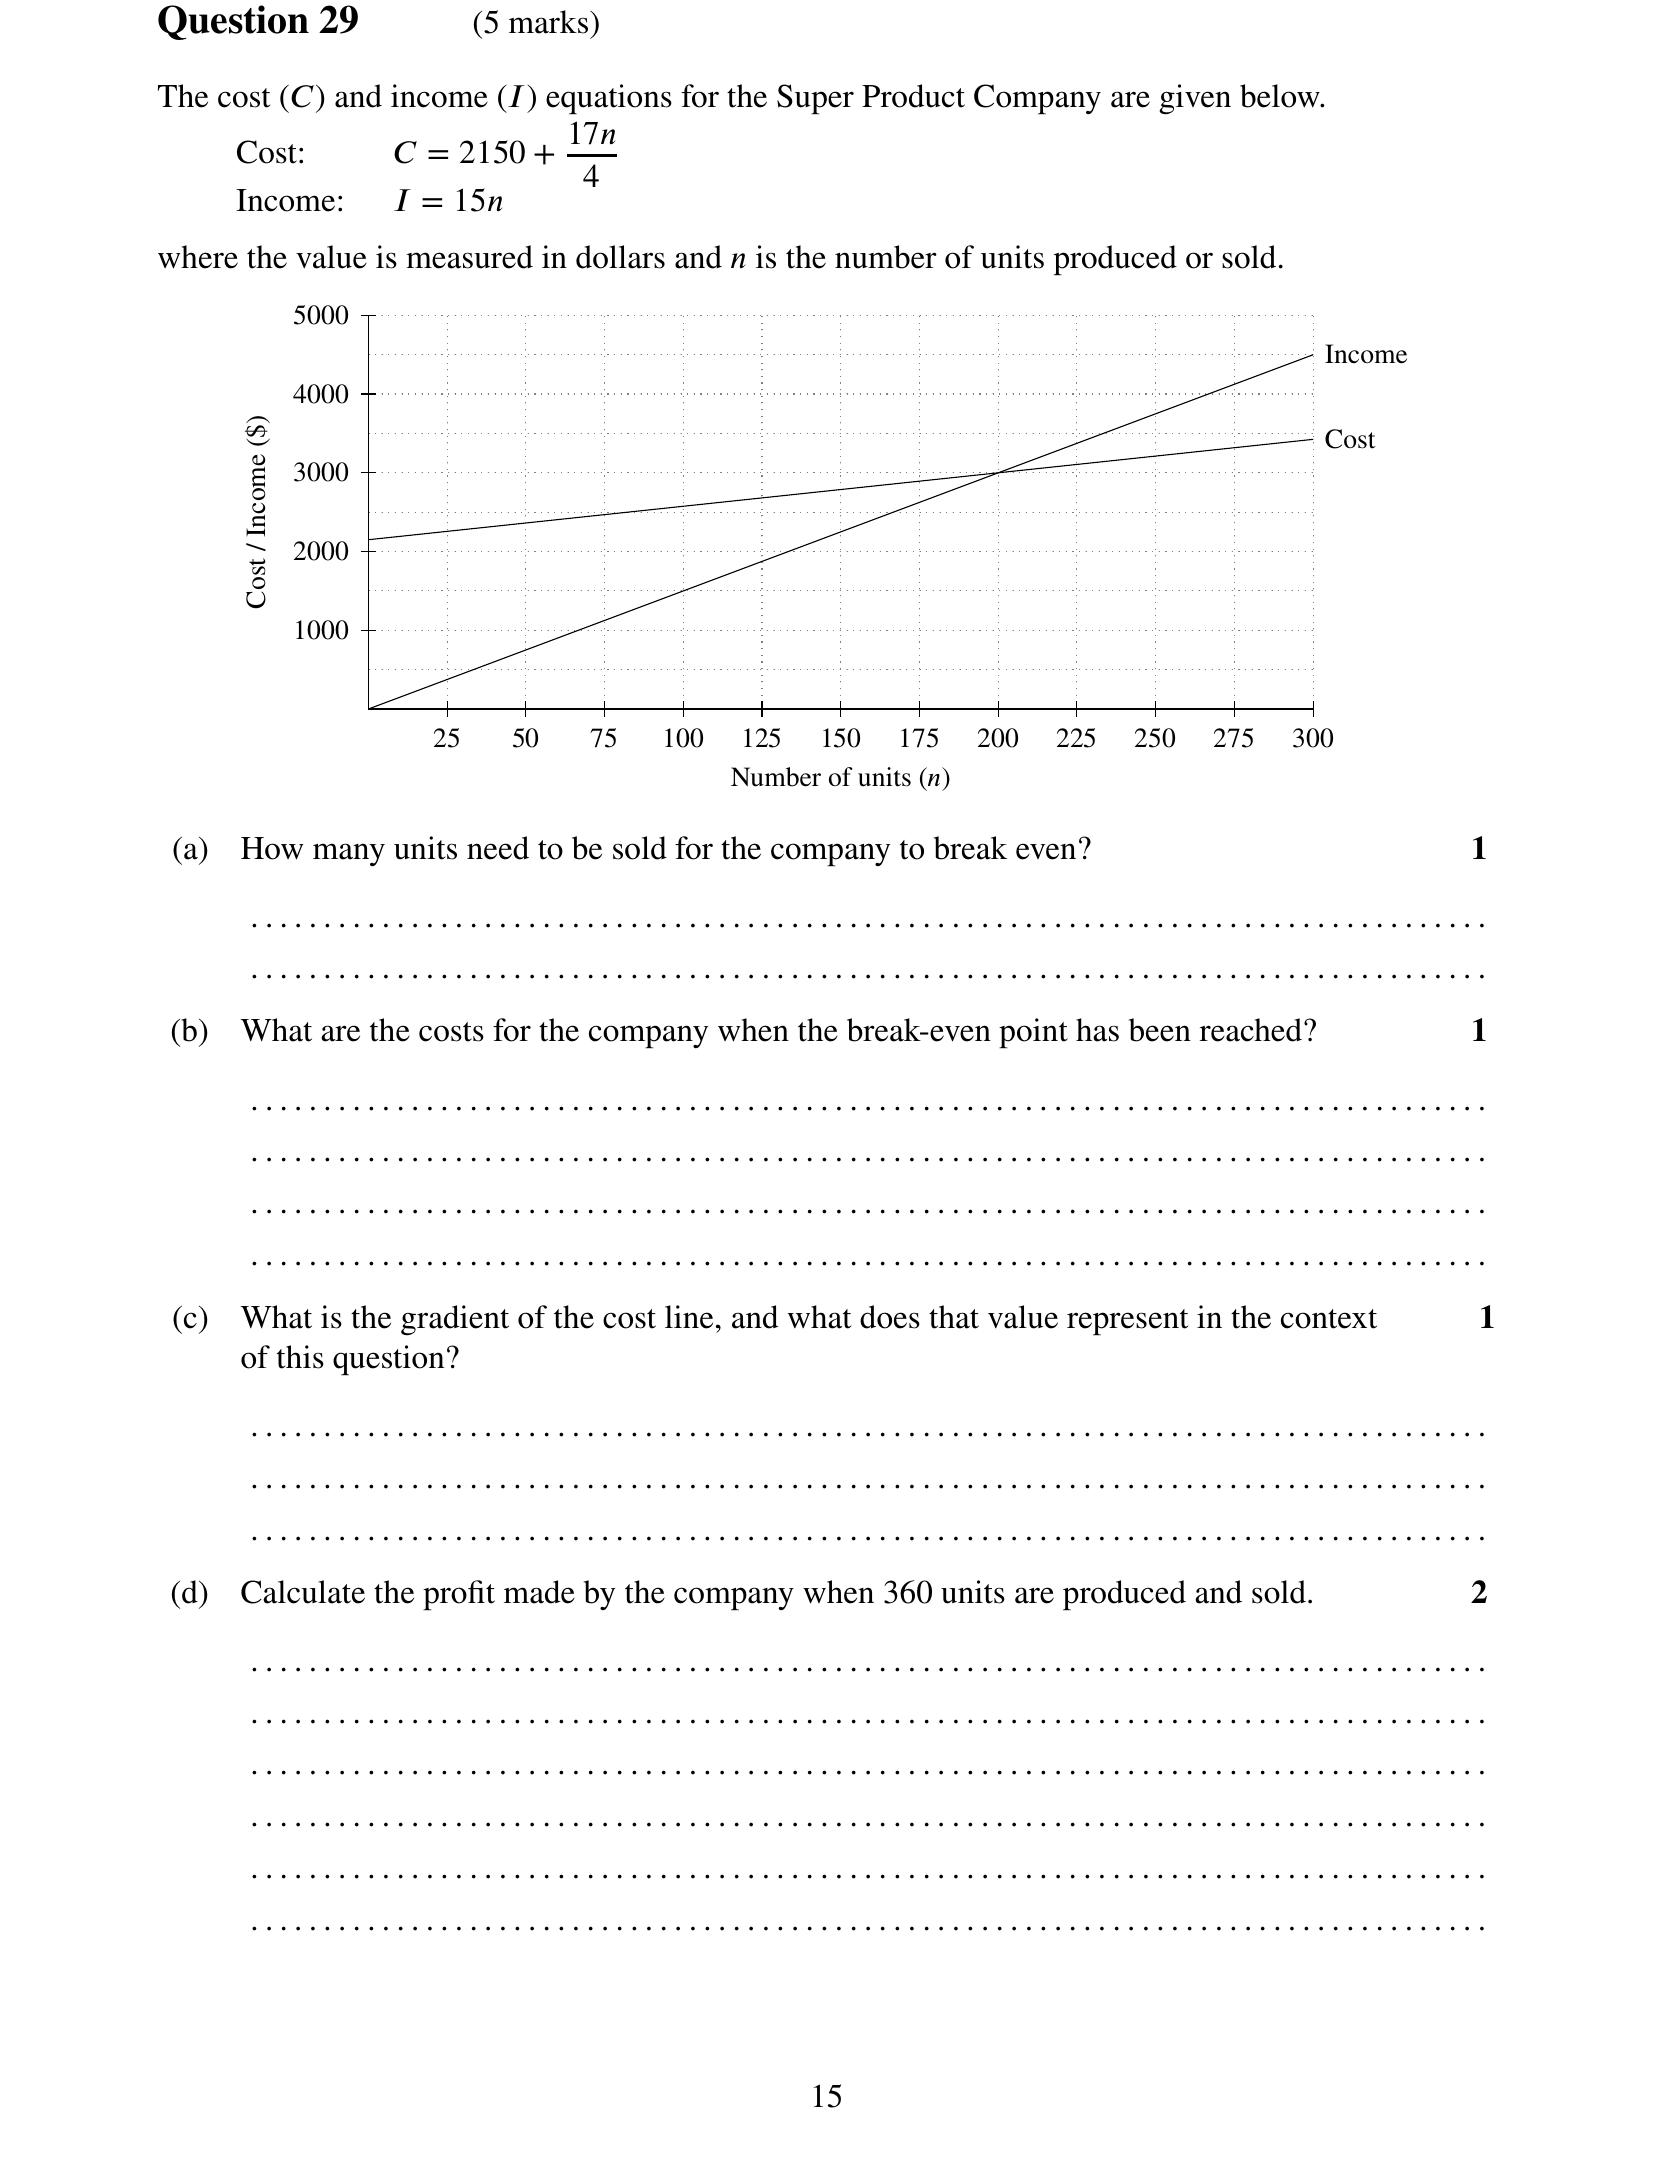 Question 29 (5 marks)
The cost (C) and income (I) equations for the Super Product Company are given below.
Cost: C = 2150 + 17n/4
Income: I = 15n
where the value is measured in dollars and n is the number of units produced or sold.
5000
Income
4000
Cost
3000
2000
1000
Cost / Income ($)
25 50 75 100 125 150 175 200 225 250 275 300
Number of units (n)
(a) How many units need to be sold for the company to break even? 1
(b) What are the costs for the company when the break-even point has been reached? 1
(c) What is the gradient of the cost line, and what does that value represent in the context 1
of this question?
(d) Calculate the profit made by the company when 360 units are produced and sold. 2
15